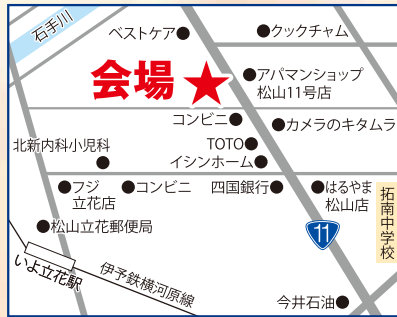 石手川
ベストケア
クックチャム
会場
アパマンショップ
松山11号店
コンビニ
カメラのキタムラ
TOTO
北新内科小児科
イシンホーム
フジ
立花店
コンビニ
四国銀行
はるやま
松山店
拓南中学校
松山立花郵便局
11
いよ立花駅
伊予鉄横河原線
今井石油